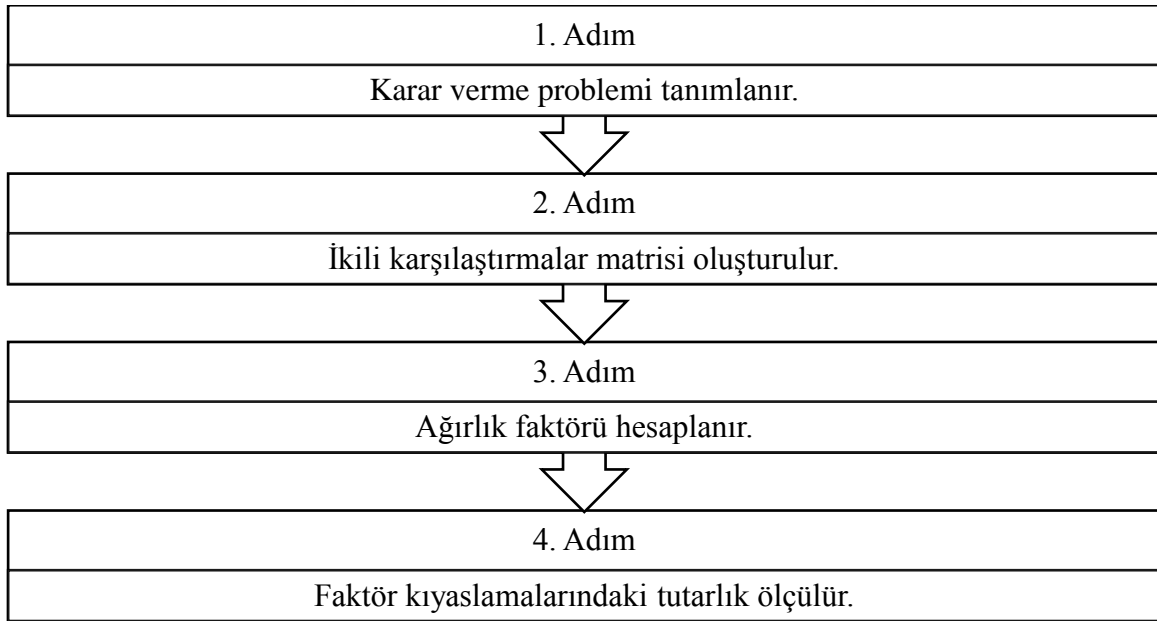 1. Adım
Karar verme problemi tanımlanır.
2. Adım
İkili karşılaştırmalar matrisi oluşturulur.
3. Adım
Ağırlık faktörü hesaplanır.
4. Adım
Faktör kıyaslamalarındaki tutarlık ölçülür.